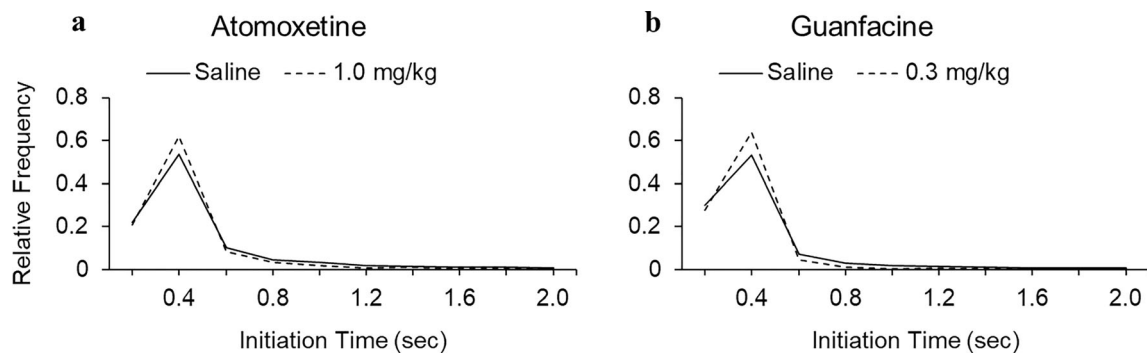 a
Atomoxetine
Saline
1.0 mg/kg
Relative Frequency
0.8
0.6
0.4
0.2
0
0.4
0.8
1.2
1.6
2.0
Initiation Time (sec)
b
Guanfacine
Saline
0.3 mg/kg
0.8
0.6
0.4
0.2
0
0.4
0.8
1.2
1.6
2.0
Initiation Time (sec)